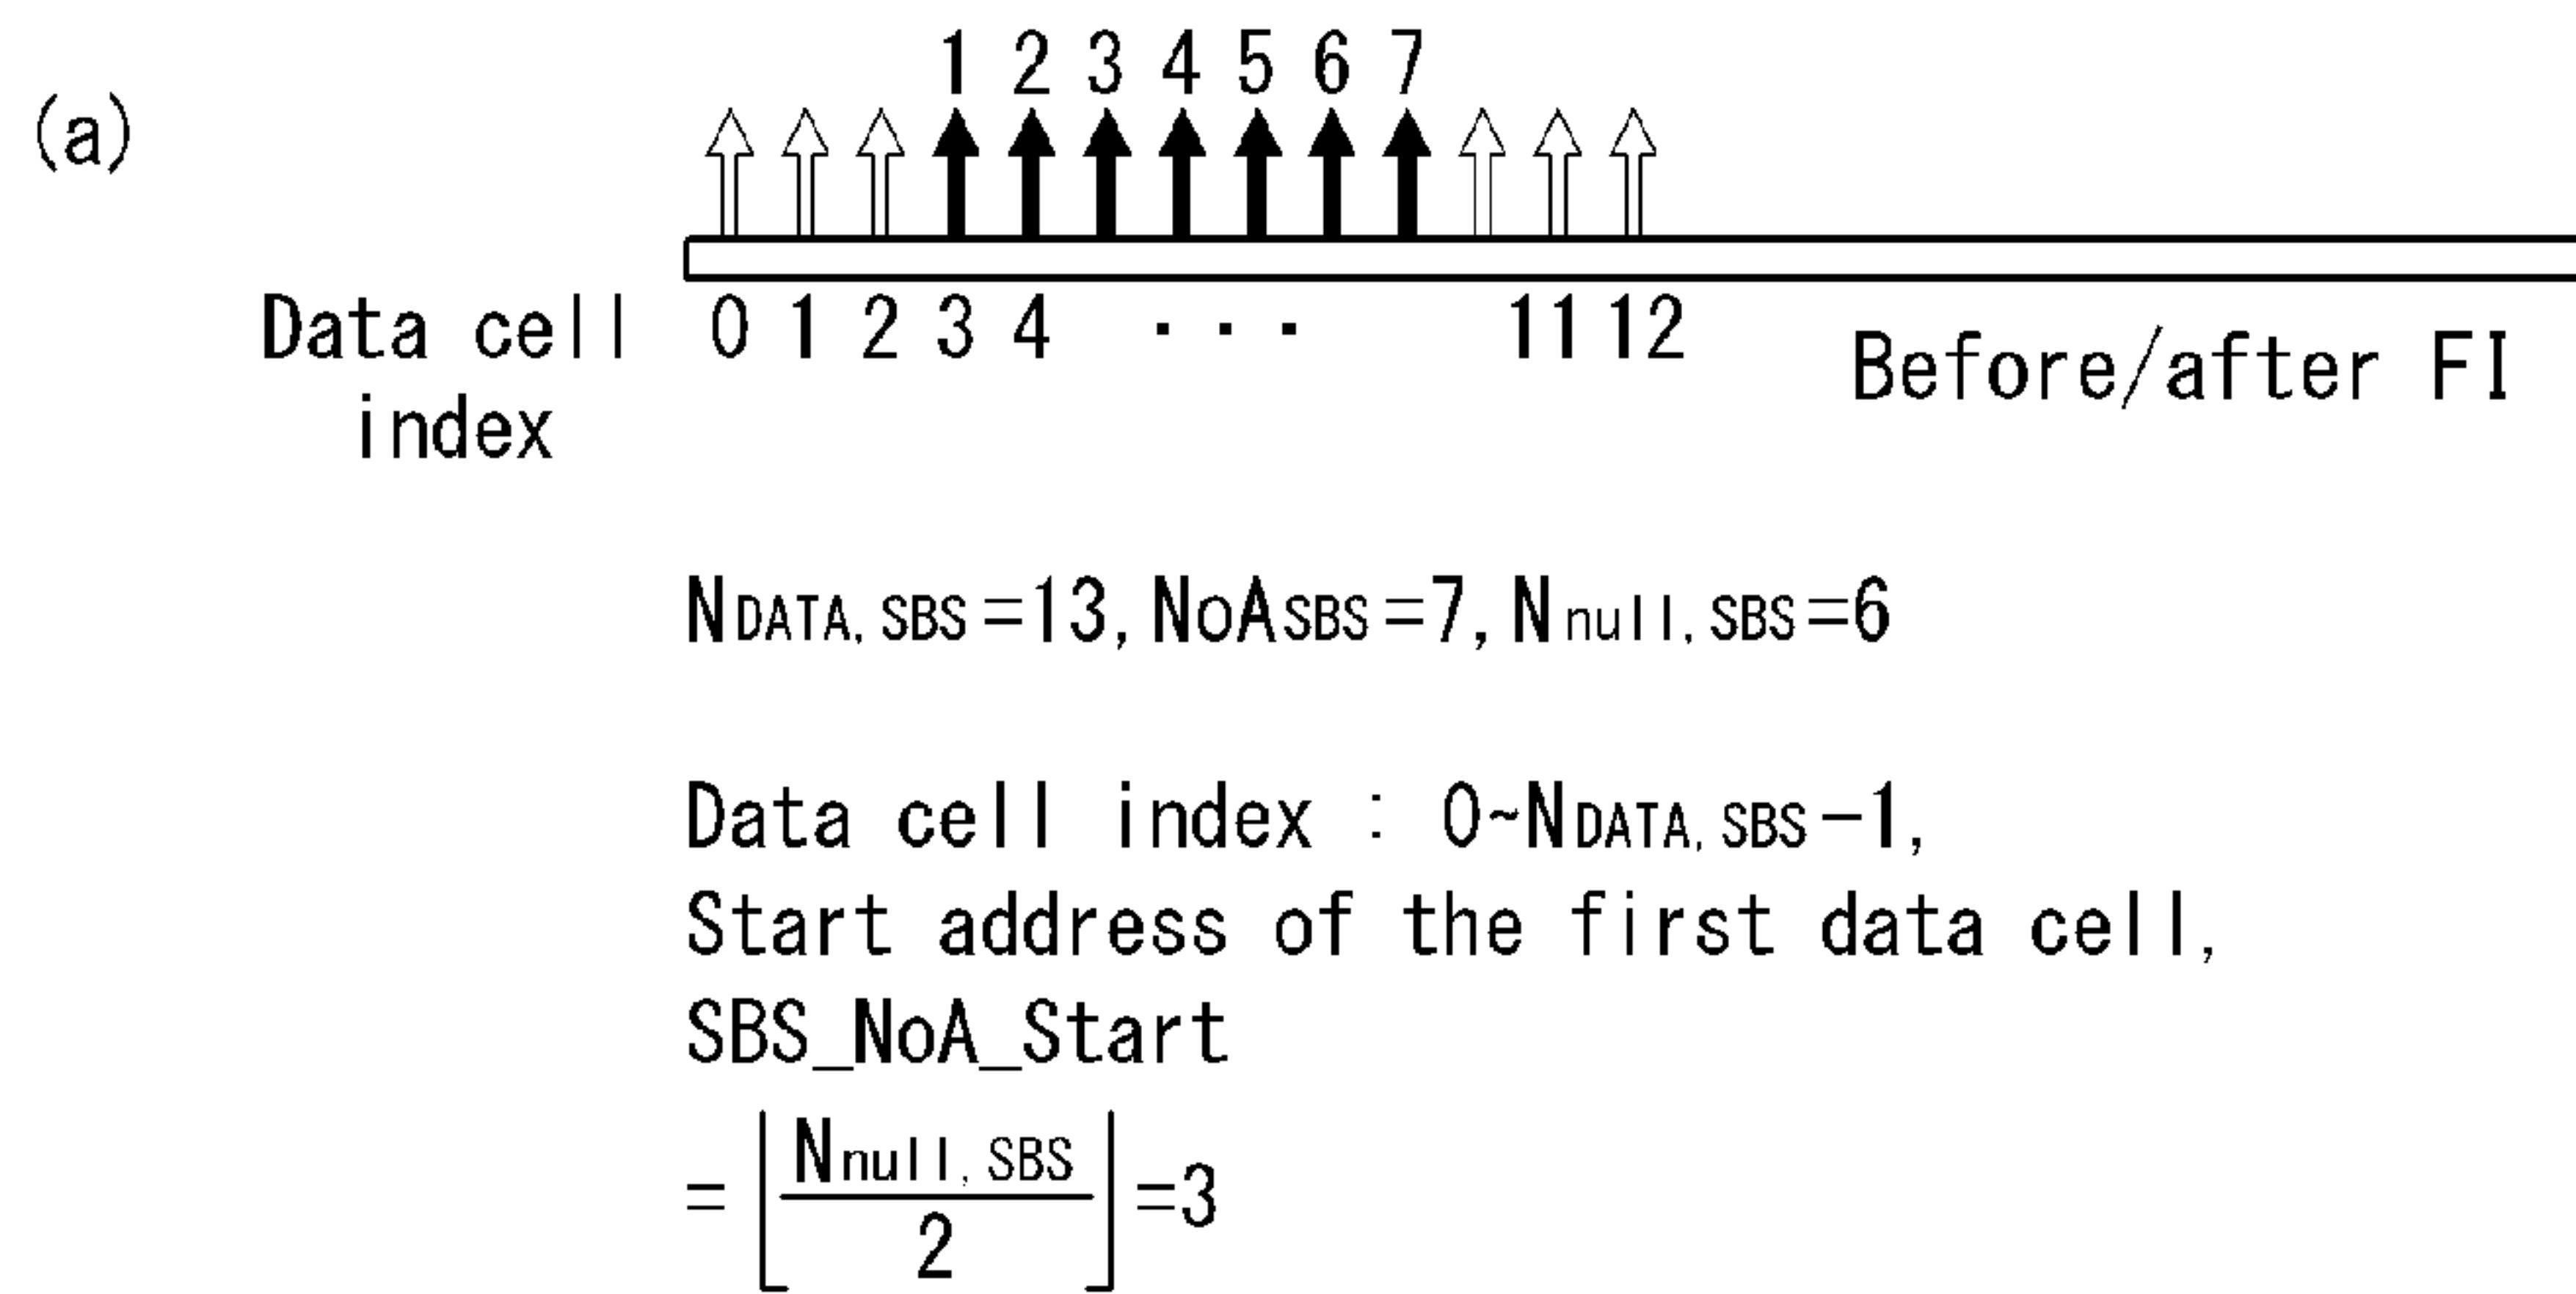 (a)
1 2 3 4 5 6 7
Data cell index
0 1 2 3 4 ··· 11 12
Before/after FI
NDATA, SBS=13, NoASBS=7, Nnull, SBS=6
Data cell index : 0~NDATA, SBS-1,
Start address of the first data cell,
SBS_NoA_Start
= ⌊Nnull, SBS / 2⌋ =3